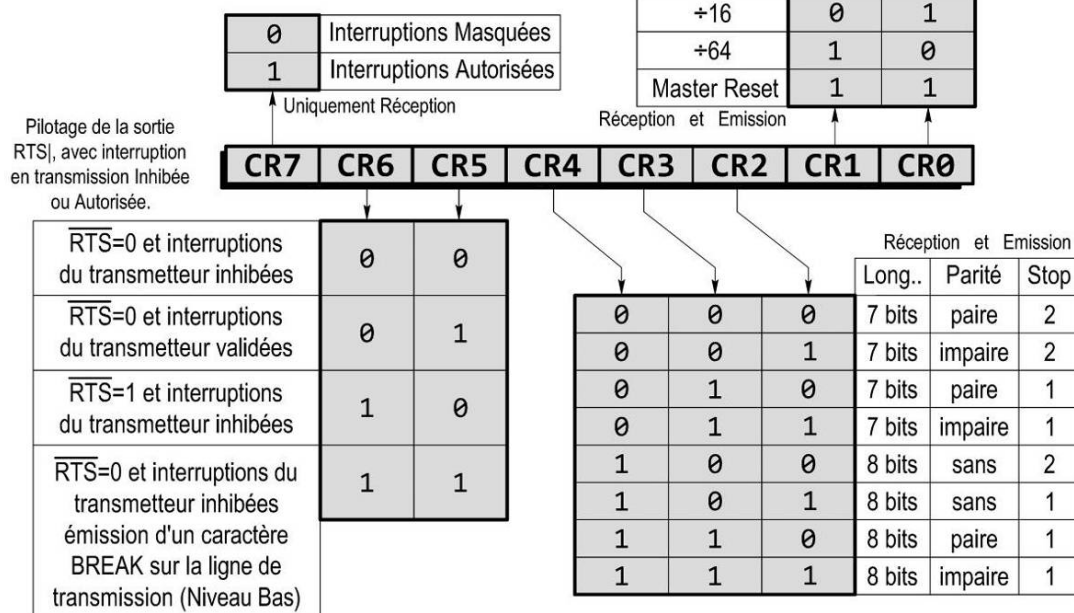 ÷16 0 1
÷64 1 0
Master Reset 1 1
0 Interruptions Masquées
1 Interruptions Autorisées
Uniquement Réception
Réception et Emission
Pilotage de la sortie
RTS|, avec interruption
en transmission Inhibée
ou Autorisée.
CR7 CR6 CR5 CR4 CR3 CR2 CR1 CR0
RTS=0 et interruptions
du transmetteur inhibées
0 0
RTS=0 et interruptions
du transmetteur validées
0 1
RTS=1 et interruptions
du transmetteur inhibées
1 0
RTS=0 et interruptions du
transmetteur inhibées
émission d'un caractère
BREAK sur la ligne de
transmission (Niveau Bas)
1 1
Réception et Emission
Long.. Parité Stop
0 0 0 7 bits paire 2
0 0 1 7 bits impaire 2
0 1 0 7 bits paire 1
0 1 1 7 bits impaire 1
1 0 0 8 bits sans 2
1 0 1 8 bits sans 1
1 1 0 8 bits paire 1
1 1 1 8 bits impaire 1